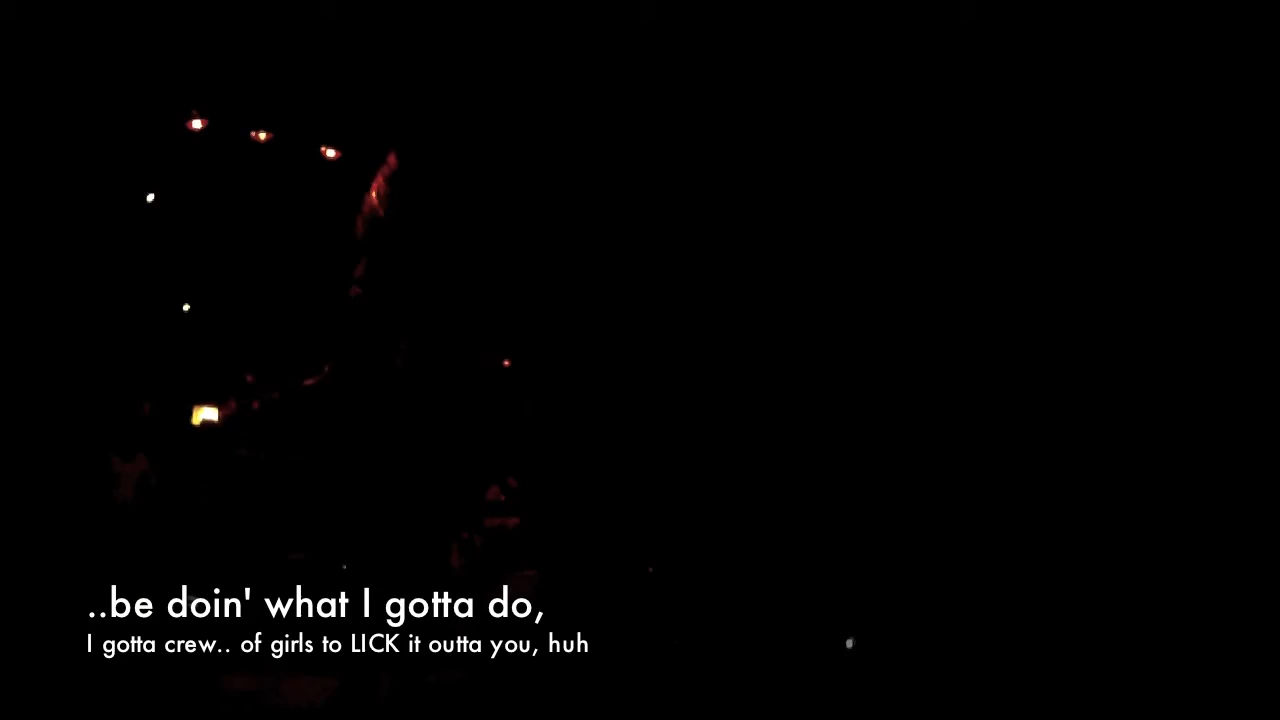 ..be doin' what I gotta do,
I gotta crew.. of girls to LICK it outta you, huh